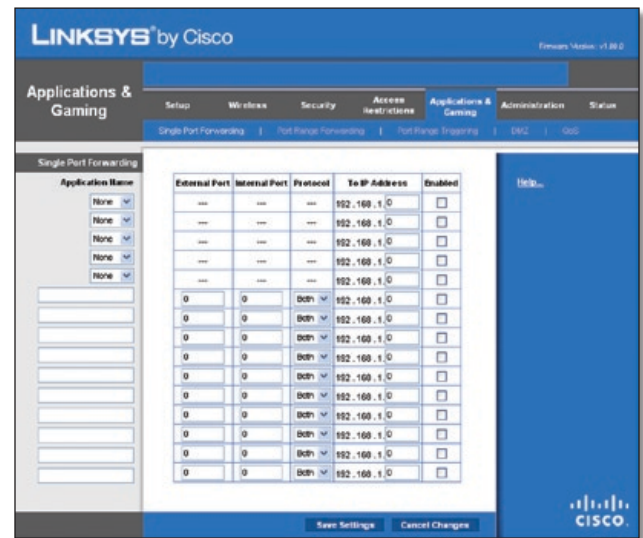 LINKSYS® by Cisco
Firmware Version: v1.00.0
Applications & Gaming
Setup Wireless Security Access Restrictions Applications & Gaming Administration Status
Single Port Forwarding | Port Range Forwarding | Port Range Triggering | DMZ | QoS
Single Port Forwarding
Application Name
External Port Internal Port Protocol To IP Address Enabled
Help...
None --- --- --- 192.168.1.0
None --- --- --- 192.168.1.0
None --- --- --- 192.168.1.0
None --- --- --- 192.168.1.0
None --- --- --- 192.168.1.0
0 0 Both 192.168.1.0
0 0 Both 192.168.1.0
0 0 Both 192.168.1.0
0 0 Both 192.168.1.0
0 0 Both 192.168.1.0
0 0 Both 192.168.1.0
0 0 Both 192.168.1.0
0 0 Both 192.168.1.0
0 0 Both 192.168.1.0
0 0 Both 192.168.1.0
Save Settings Cancel Changes
CISCO.